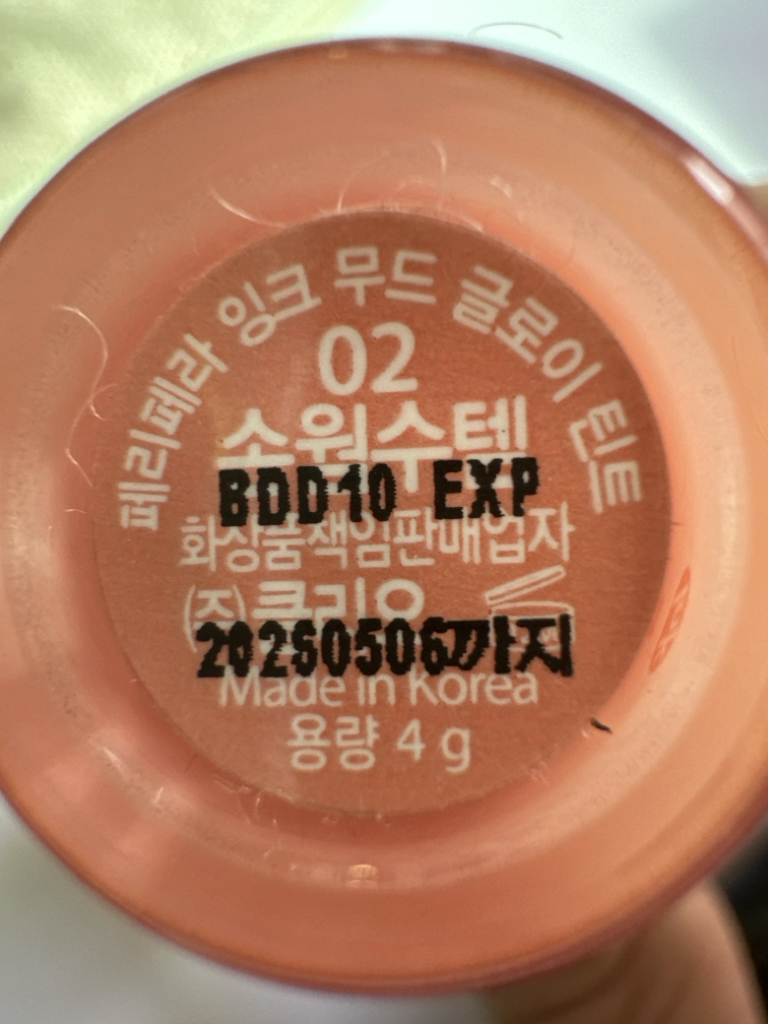 페리페라 잉크 무드 글로이 틴트
02
소원수텝
BDD10 EXP
화장품책임판매업자
(주)클리오
20260506까지
Made in Korea
용량 4 g